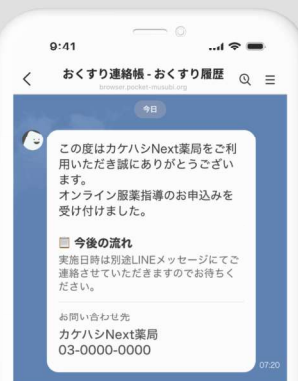 9:41
おくすり連絡帳 - おくすり履歴
browser.pocket-musubi.org
今日
この度はカケハシNext薬局をご利
用いただき誠にありがとうござい
ます。
オンライン服薬指導のお申込みを
受け付けました。
今後の流れ
実施日時は別途LINEメッセージにてご
連絡させていただきますのでお待ちく
ださい。
お問い合わせ先
カケハシNext薬局
03-0000-0000
07:20